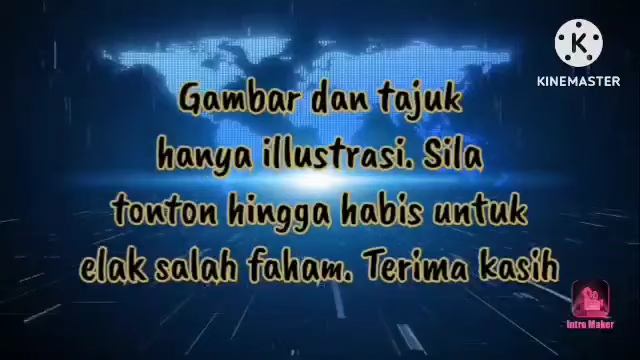 KINEMASTER
Gambar dan tajuk
hanya illustrasi. Sila
tonton hingga habis untuk
elak salah faham. Terima kasih
Intro Maker